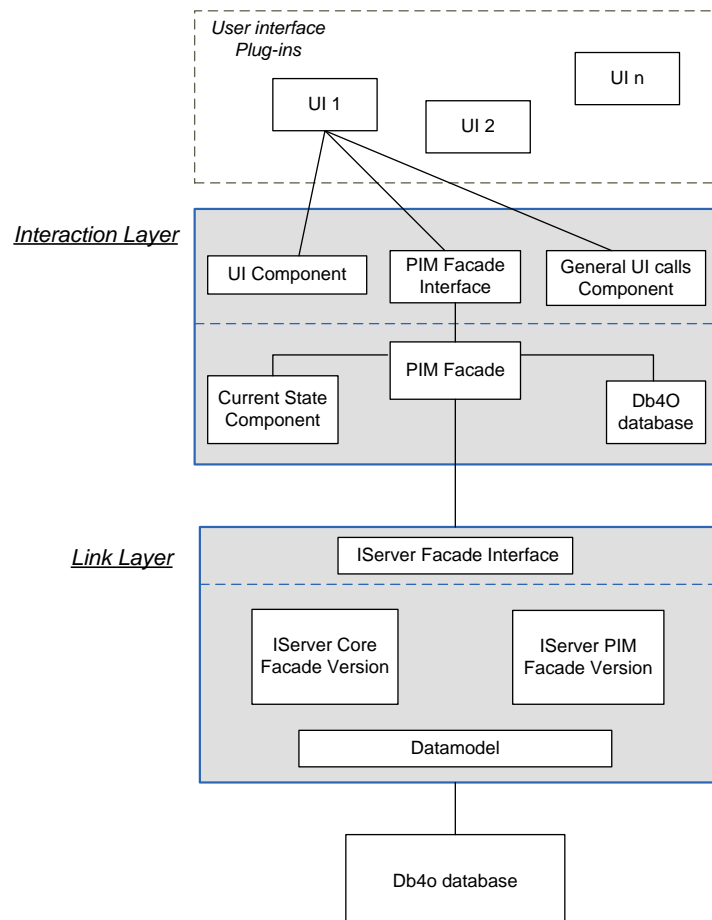 User interface
Plug-ins
UI n
UI 1
UI 2
Interaction Layer
UI Component
PIM Facade
Interface
General UI calls
Component
PIM Facade
Current State
Component
Db4O
database
Link Layer
IServer Facade Interface
IServer Core
Facade Version
IServer PIM
Facade Version
Datamodel
Db4o database